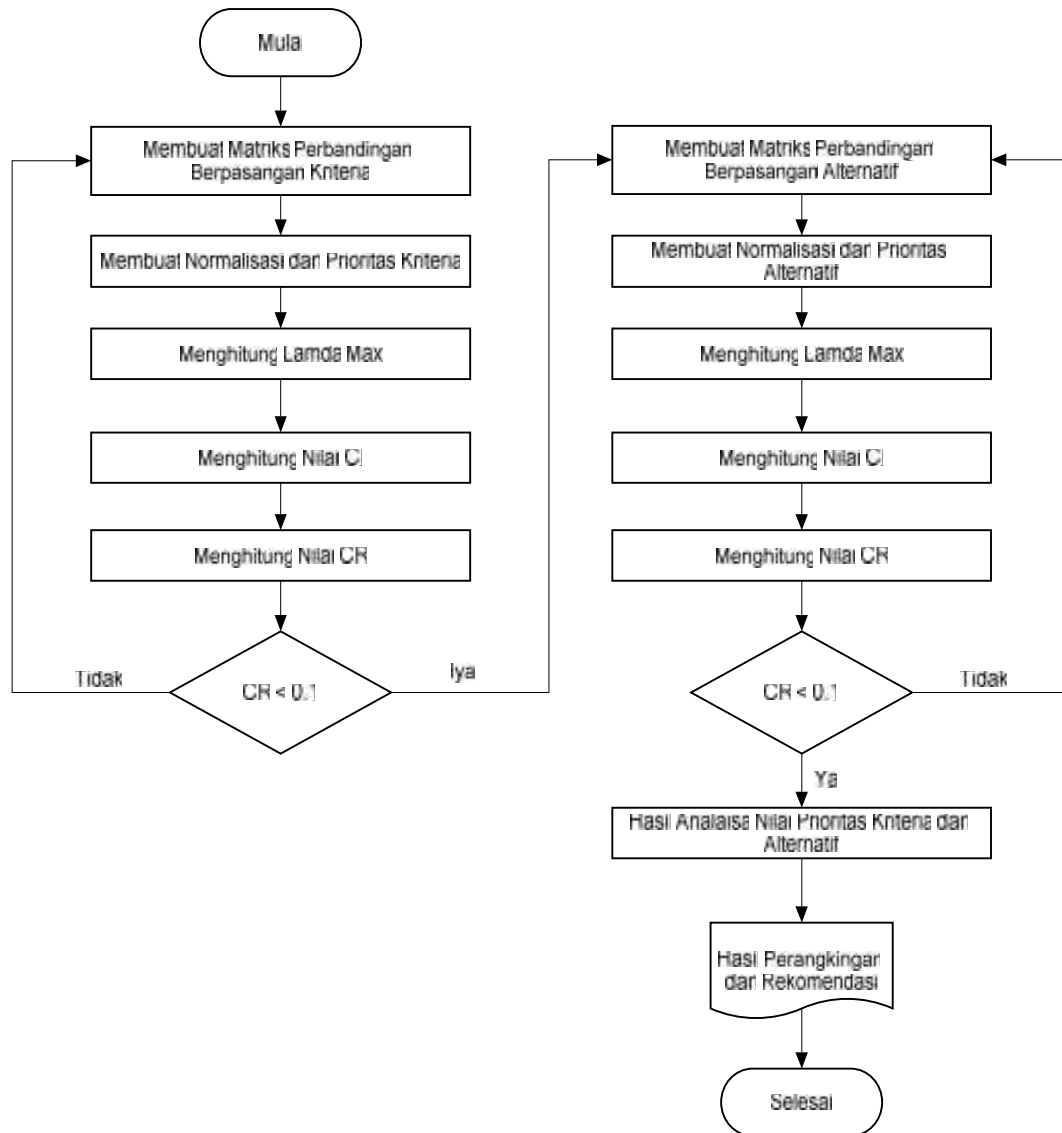 Mulai
Membuat Matriks Perbandingan
Berpasangan Kriteria
Membuat Normalisasi dan Prioritas Kriteria
Menghitung Lamda Max
Menghitung Nilai CI
Menghitung Nilai CR
CR < 0.1
Tidak
Iya
Membuat Matriks Perbandingan
Berpasangan Alternatif
Membuat Normalisasi dan Prioritas
Alternatif
Menghitung Lamda Max
Menghitung Nilai CI
Menghitung Nilai CR
CR < 0.1
Tidak
Ya
Hasil Analaisa Nilai Prioritas Kriteria dan
Alternatif
Hasil Perangkingan
dan Rekomendasi
Selesai